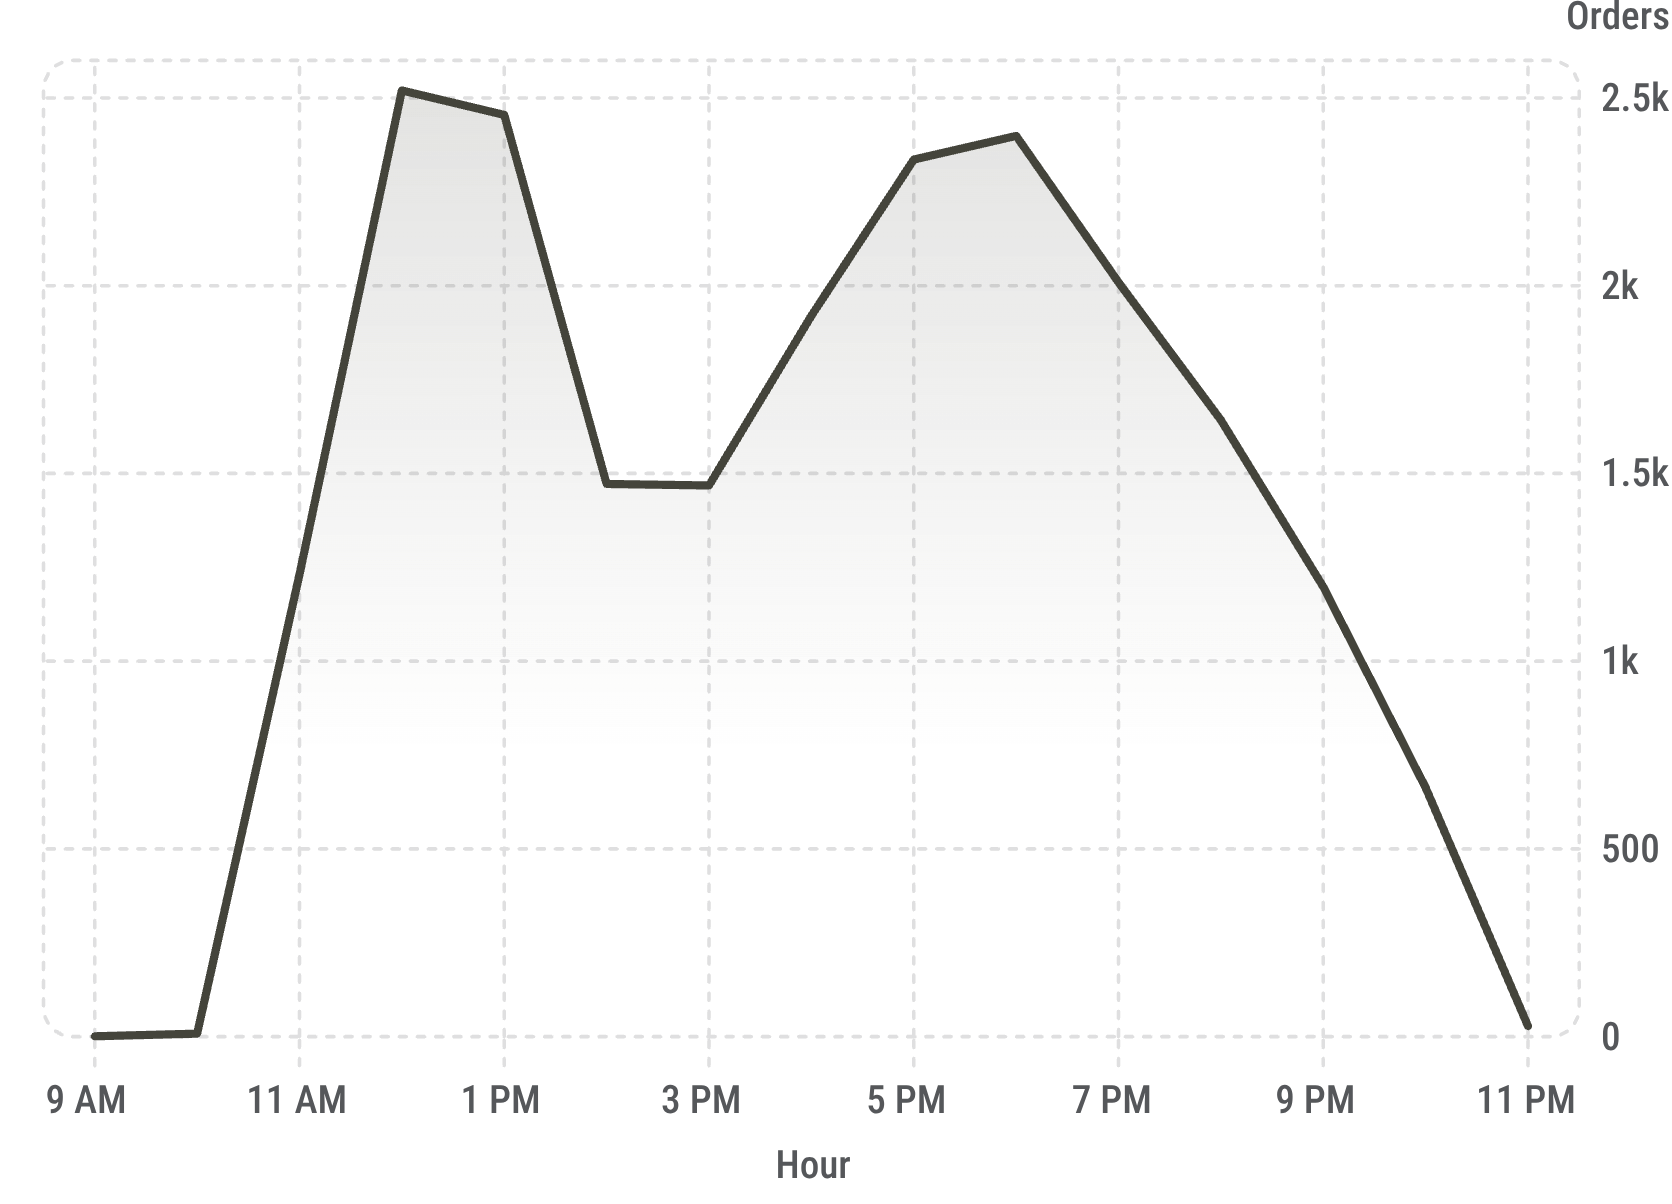 Orders
2.5k
2k
1.5k
1k
500
0
9 AM 11 AM 1 PM 3 PM 5 PM 7 PM 9 PM 11 PM
Hour